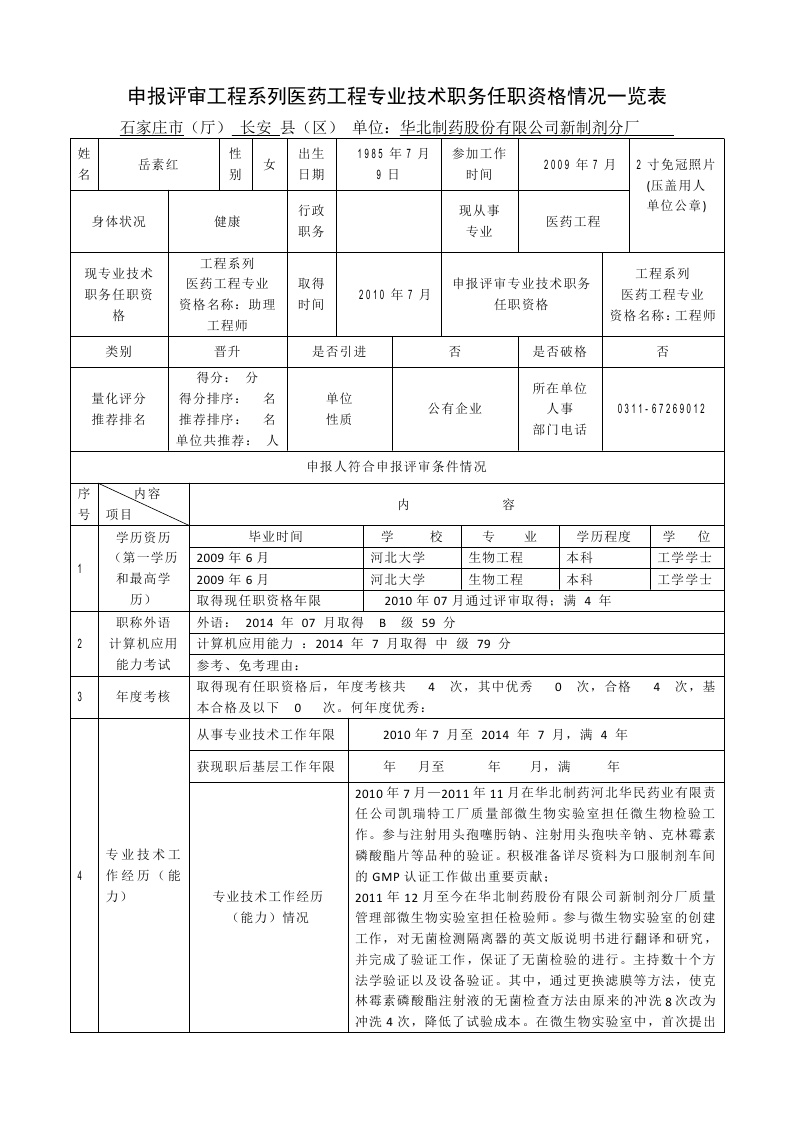 申报评审工程系列医药工程专业技术职务任职资格情况一览表
石家庄市（厅） 长安 县（区） 单位：华北制药股份有限公司新制剂分厂
姓名
岳素红
性别
女
出生日期
1985 年 7 月 9 日
参加工作时间
2009 年 7 月
2 寸免冠照片
(压盖用人
单位公章)
身体状况
健康
行政职务
现从事专业
医药工程
现专业技术
职务任职资
格
工程系列
医药工程专业
资格名称：助理
工程师
取得时间
2010 年 7 月
申报评审专业技术职务
任职资格
工程系列
医药工程专业
资格名称：工程师
类别
晋升
是否引进
否
是否破格
否
量化评分
推荐排名
得分： 分
得分排序： 名
推荐排序： 名
单位共推荐： 人
单位
性质
公有企业
所在单位
人事
部门电话
0311-67269012
申报人符合申报评审条件情况
序号
内容
项目
内 容
1
学历资历
（第一学历
和最高学
历）
毕业时间 学 校 专 业 学历程度 学 位
2009 年 6 月 河北大学 生物工程 本科 工学学士
2009 年 6 月 河北大学 生物工程 本科 工学学士
取得现任职资格年限 2010 年 07 月通过评审取得；满 4 年
2
职称外语
计算机应用
能力考试
外语： 2014 年 07 月取得 B 级 59 分
计算机应用能力 ：2014 年 7 月取得 中 级 79 分
参考、免考理由：
3
年度考核
取得现有任职资格后，年度考核共 4 次，其中优秀 0 次，合格 4 次，基
本合格及以下 0 次。何年度优秀：
4
专业技术工
作经历（能
力）
从事专业技术工作年限 2010 年 7 月至 2014 年 7 月，满 4 年
获现职后基层工作年限 年 月至 年 月，满 年
专业技术工作经历
（能力）情况
2010 年 7 月—2011 年 11 月在华北制药河北华民药业有限责
任公司凯瑞特工厂质量部微生物实验室担任微生物检验工
作。参与注射用头孢噻肟钠、注射用头孢呋辛钠、克林霉素
磷酸酯片等品种的验证。积极准备详尽资料为口服制剂车间
的 GMP 认证工作做出重要贡献；
2011 年 12 月至今在华北制药股份有限公司新制剂分厂质量
管理部微生物实验室担任检验师。参与微生物实验室的创建
工作，对无菌检测隔离器的英文版说明书进行翻译和研究，
并完成了验证工作，保证了无菌检验的进行。主持数十个方
法学验证以及设备验证。其中，通过更换滤膜等方法，使克
林霉素磷酸酯注射液的无菌检查方法由原来的冲洗 8 次改为
冲洗 4 次，降低了试验成本。在微生物实验室中，首次提出